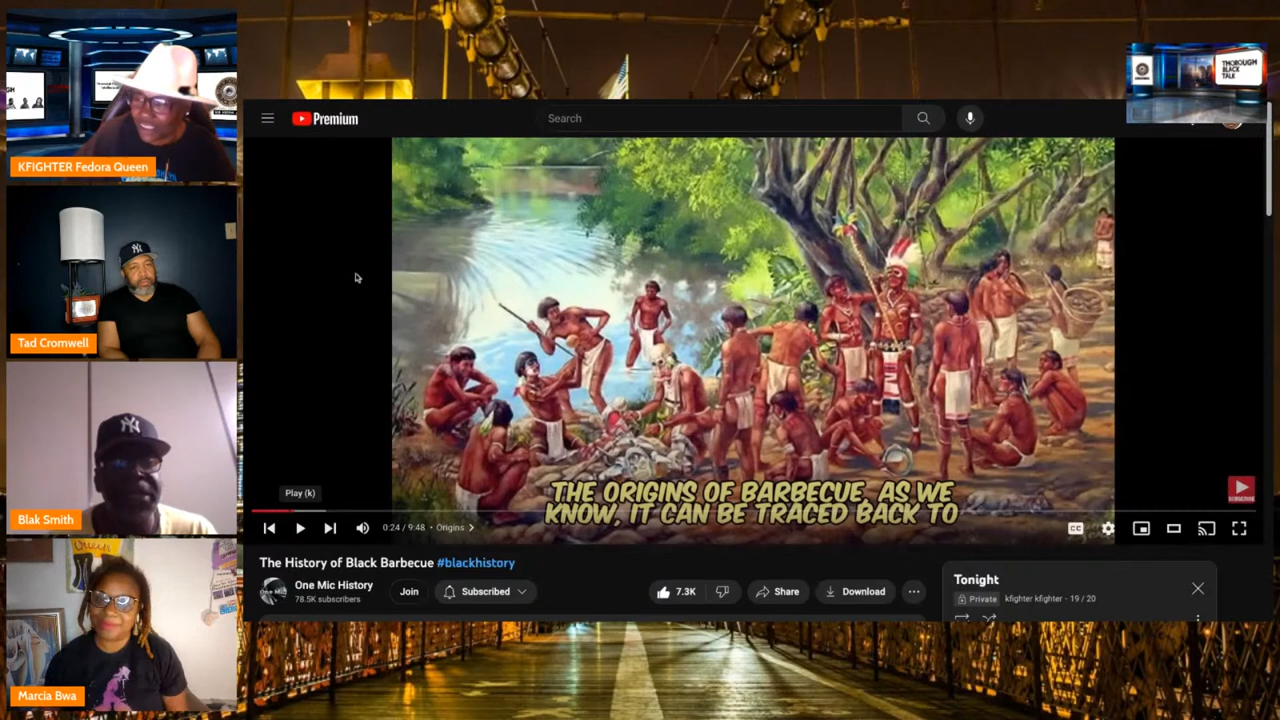 KFIGHTER Fedora Queen
Tad Cromwell
Blak Smith
Queen
Marcia Bwa
THOROUGH
BLACK
TALK
Premium
Search
THE ORIGINS OF BARBECUE, AS WE
KNOW, IT CAN BE TRACED BACK TO
SUBSCRIBE
Play (k)
0:24 / 9:48 • Origins
CC
The History of Black Barbecue #blackhistory
One Mic History
78.5K subscribers
Join
Subscribed
7.3K
Share
Download
Tonight
Private
kfighter kfighter - 19 / 20